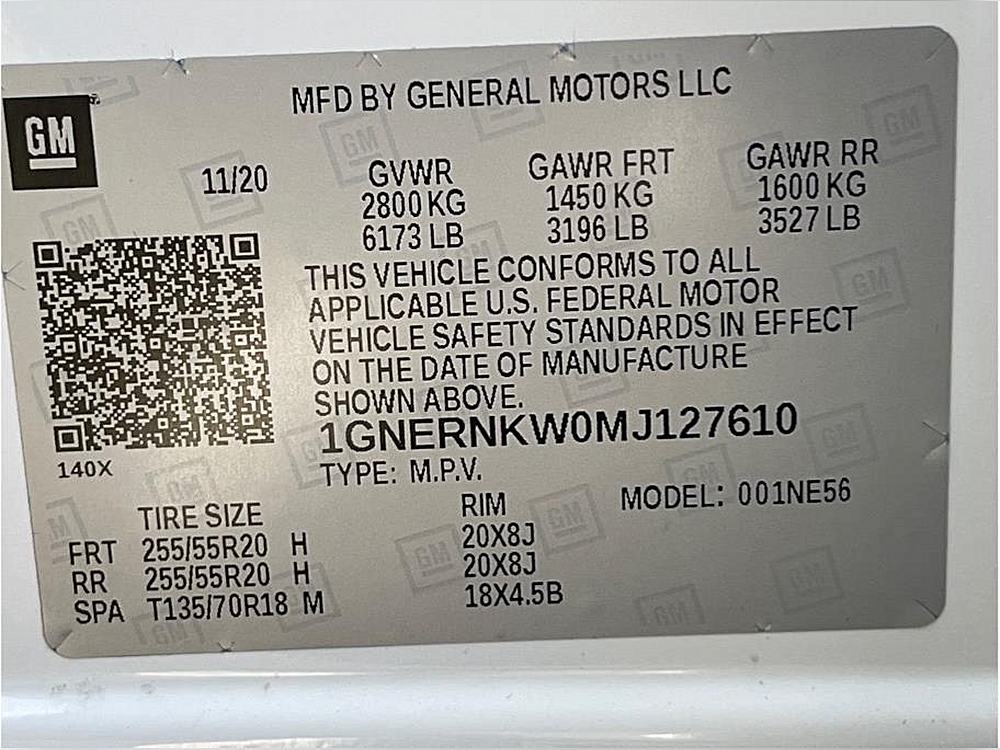 MFD BY GENERAL MOTORS LLC
GM
11/20
GVWR GAWR FRT GAWR RR
2800 KG 1450 KG 1600 KG
6173 LB 3196 LB 3527 LB
THIS VEHICLE CONFORMS TO ALL
APPLICABLE U.S. FEDERAL MOTOR
VEHICLE SAFETY STANDARDS IN EFFECT
ON THE DATE OF MANUFACTURE
SHOWN ABOVE.
1GNERNKW0MJ127610
140X
TYPE: M.P.V.
MODEL: 001NE56
TIRE SIZE RIM
FRT 255/55R20 H 20X8J
RR 255/55R20 H 20X8J
SPA T135/70R18 M 18X4.5B